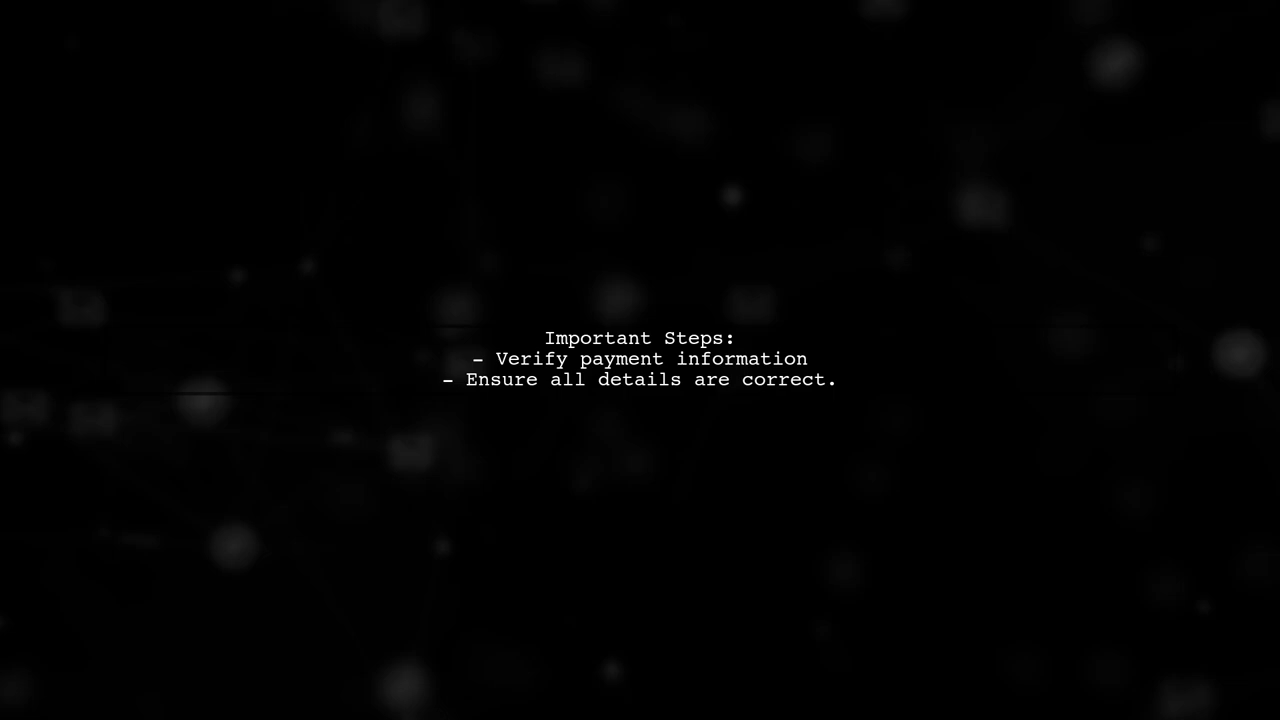 Important Steps:
- Verify payment information
- Ensure all details are correct.